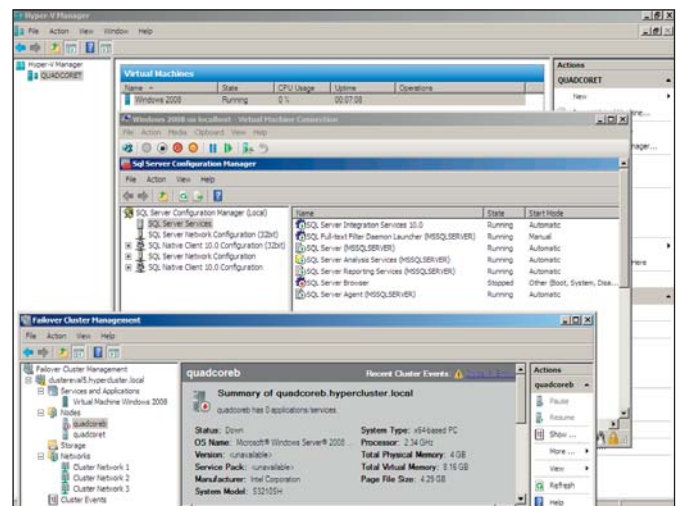 Hyper-V Manager
File Action View Window Help
Hyper-V Manager
QUADCORET
Virtual Machines
Name State CPU Usage Uptime Operations
Windows 2008 Running 0 % 00:07:08
Actions
QUADCORET
New
Windows 2008 on localhost - Virtual Machine Connection
File Action Media Clipboard View Help
Sql Server Configuration Manager
File Action View Help
SQL Server Configuration Manager (Local)
SQL Server Services
SQL Server Network Configuration (32bit)
SQL Native Client 10.0 Configuration (32bit)
SQL Server Network Configuration
SQL Native Client 10.0 Configuration
Name State Start Mode
SQL Server Integration Services 10.0 Running Automatic
SQL Full-text Filter Daemon Launcher (MSSQLSERVER) Running Manual
SQL Server (MSSQLSERVER) Running Automatic
SQL Server Analysis Services (MSSQLSERVER) Running Automatic
SQL Server Reporting Services (MSSQLSERVER) Running Automatic
SQL Server Browser Stopped Other (Boot, System, Disa...
SQL Server Agent (MSSQLSERVER) Running Automatic
Failover Cluster Management
File Action View Help
Failover Cluster Management
clustereval5.hypercluster.local
Services and Applications
Virtual Machine Windows 2008
Nodes
quadcoreb
quadcoret
Storage
Networks
Cluster Network 1
Cluster Network 2
Cluster Network 3
Cluster Events
quadcoreb Recent Cluster Events:
Summary of quadcoreb.hypercluster.local
quadcoreb has 0 applications/services.
Status: Down
OS Name: Microsoft® Windows Server® 2008 ...
Version: <unavailable>
Service Pack: <unavailable>
Manufacturer: Intel Corporation
System Model: S3210SH
System Type: x64-based PC
Processor: 2.34 GHz
Total Physical Memory: 4 GB
Total Virtual Memory: 8.16 GB
Page File Size: 4.29 GB
Actions
quadcoreb
Pause
Resume
Show ...
More ...
View
Refresh
Help